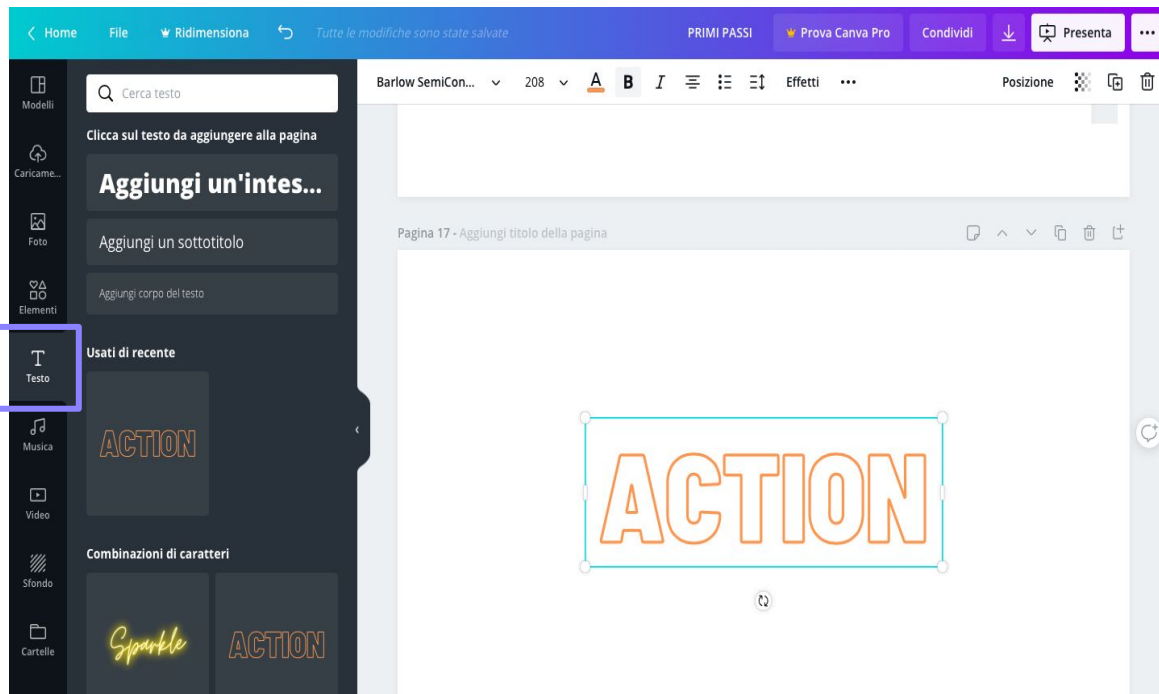 Home File Ridimensiona Tutte le modifiche sono state salvate PRIMI PASSI Prova Canva Pro Condividi Presenta
Modelli
Caricame...
Foto
Elementi
Testo
Musica
Video
Sfondo
Cartelle
Cerca testo
Clicca sul testo da aggiungere alla pagina
Aggiungi un'intes...
Aggiungi un sottotitolo
Aggiungi corpo del testo
Usati di recente
ACTION
Combinazioni di caratteri
Sparkle ACTION
Barlow SemiCon... 208 A B I Effetti Posizione
Pagina 17 - Aggiungi titolo della pagina
ACTION